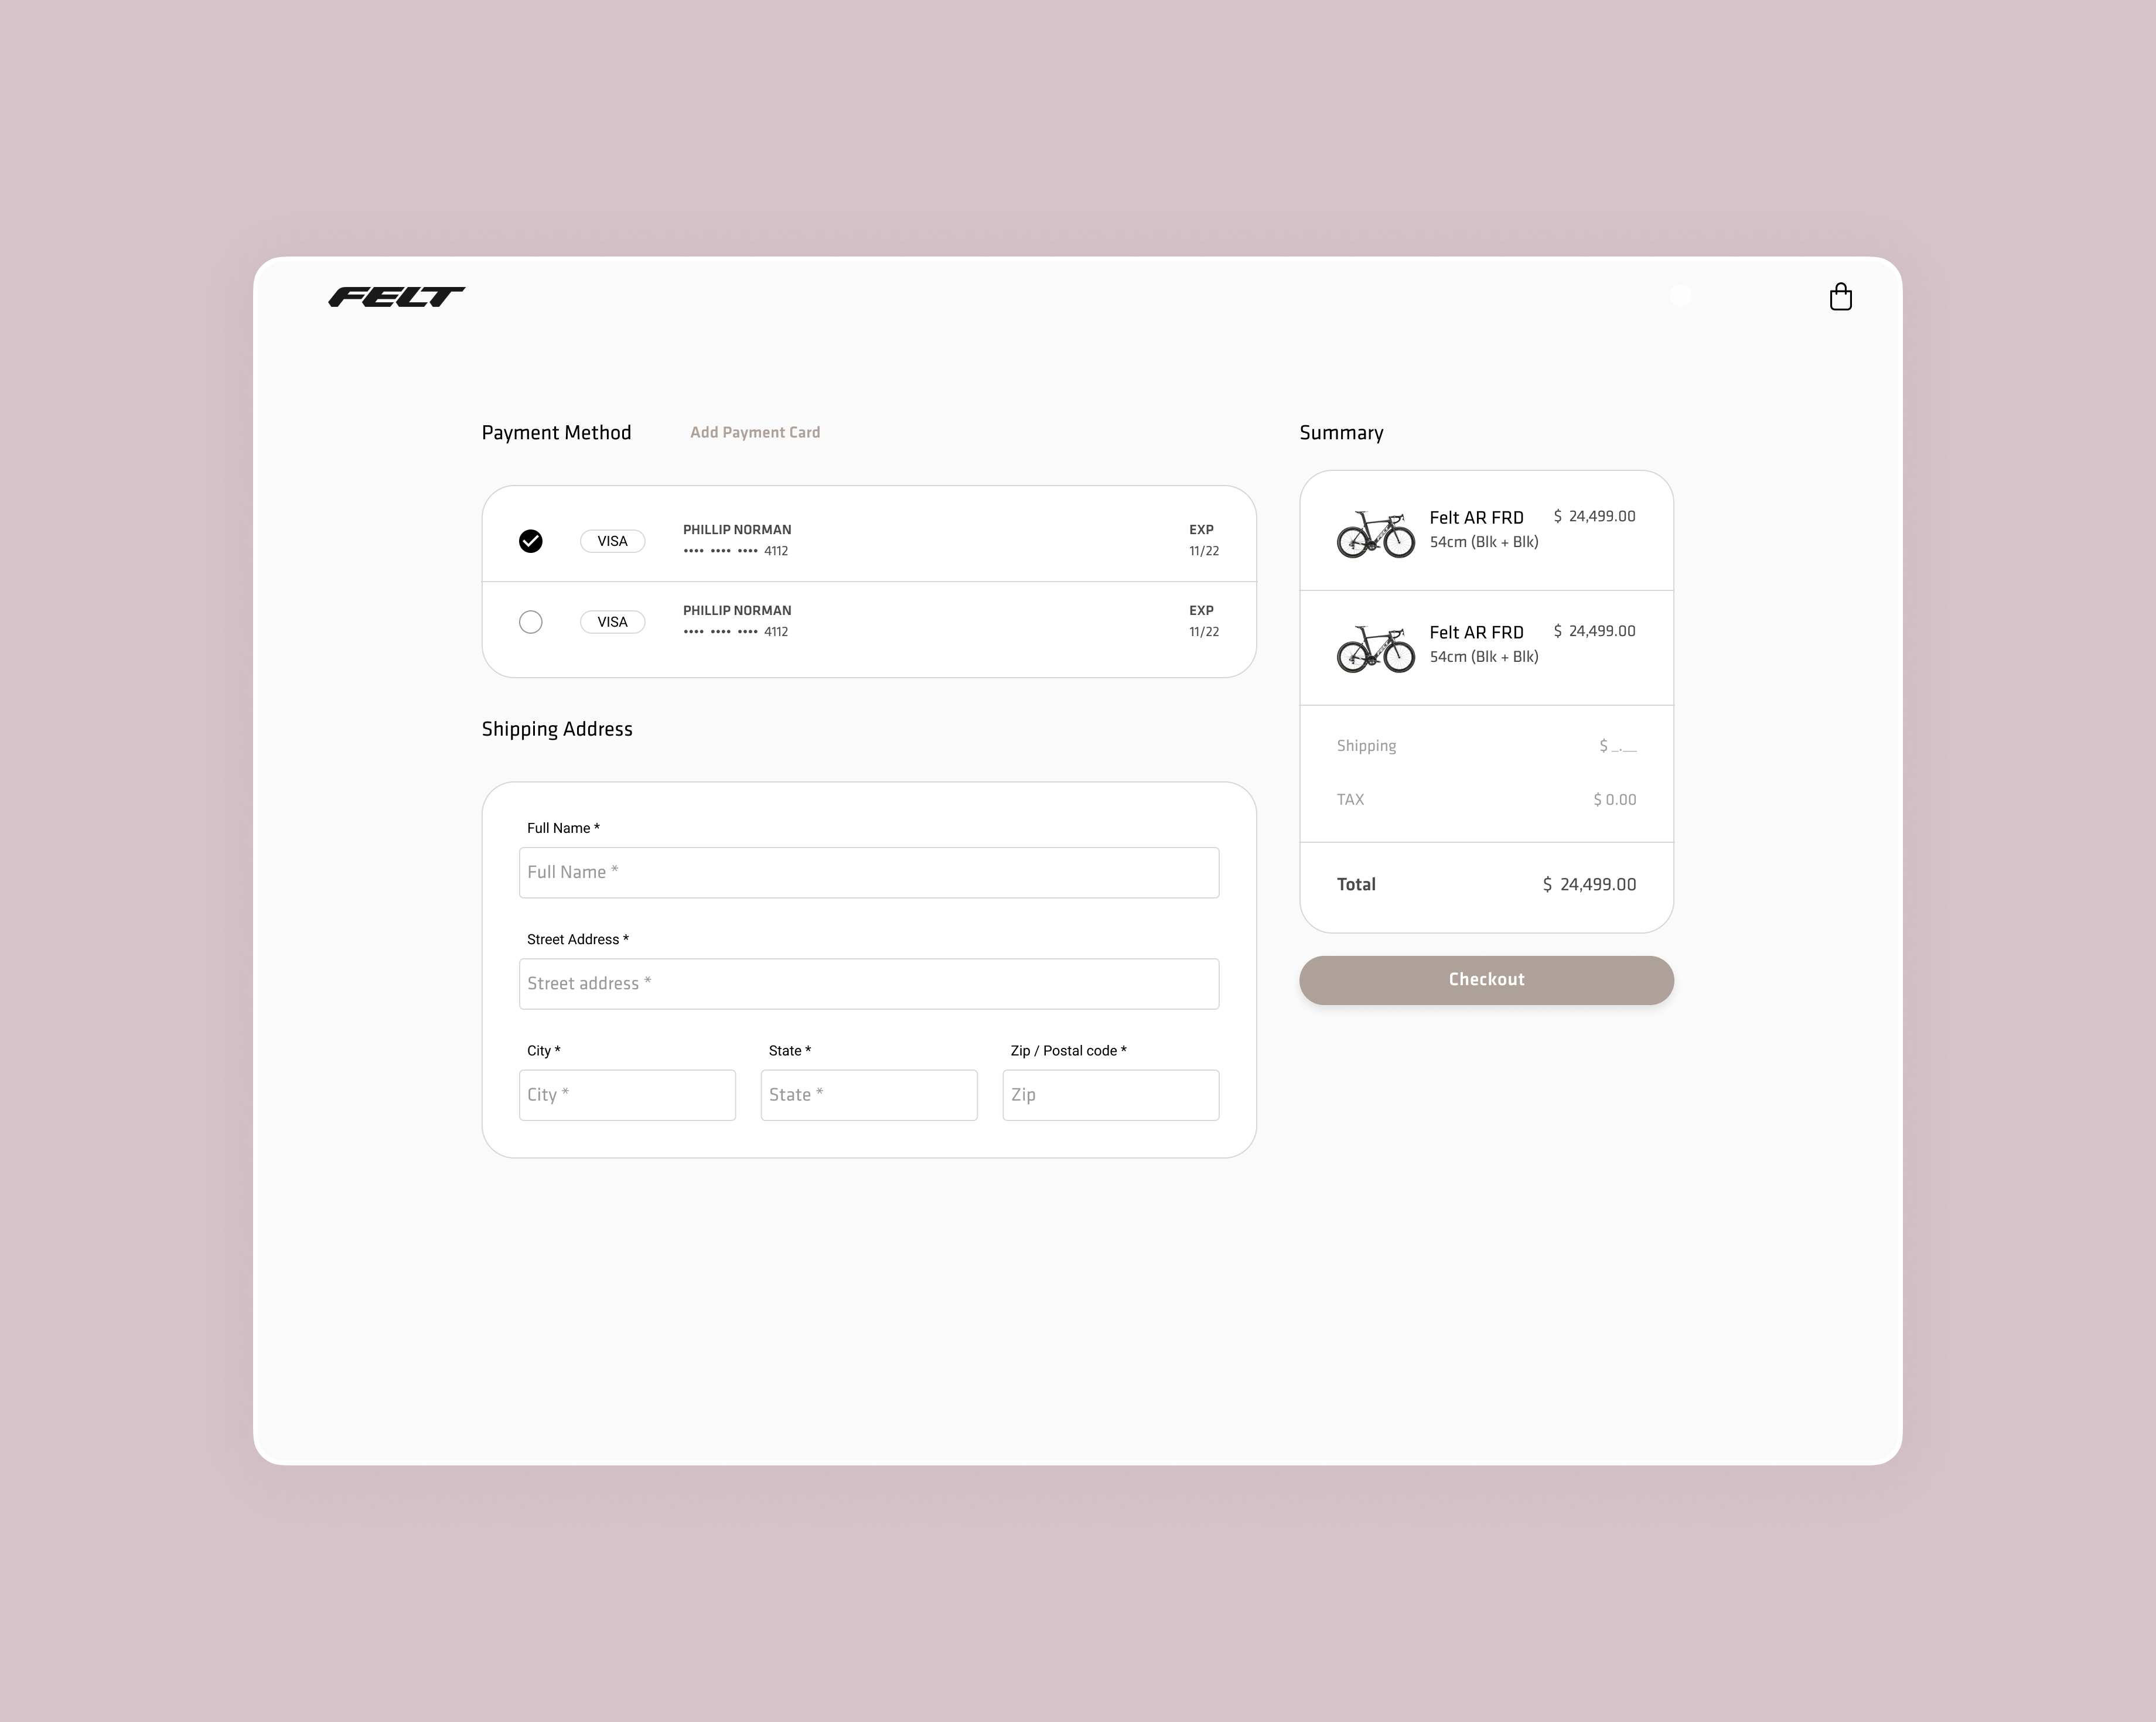 FELT
Payment Method
Add Payment Card
VISA
PHILLIP NORMAN
•••• •••• •••• 4112
EXP
11/22
VISA
PHILLIP NORMAN
•••• •••• •••• 4112
EXP
11/22
Shipping Address
Full Name *
Full Name *
Street Address *
Street address *
City *
State *
Zip / Postal code *
City *
State *
Zip
Summary
Felt AR FRD
$ 24,499.00
54cm (Blk + Blk)
Felt AR FRD
$ 24,499.00
54cm (Blk + Blk)
Shipping
$ _.__
TAX
$ 0.00
Total
$ 24,499.00
Checkout